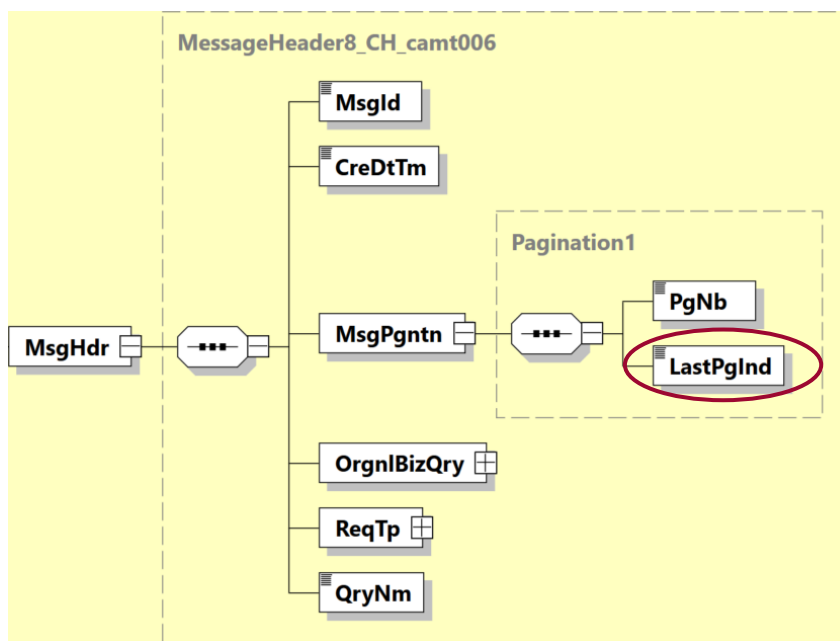 MessageHeader8_CH_camt006
MsgId
CreDtTm
Pagination1
PgNb
MsgHdr
MsgPgntn
LastPgInd
OrgnlBizQry
ReqTp
QryNm